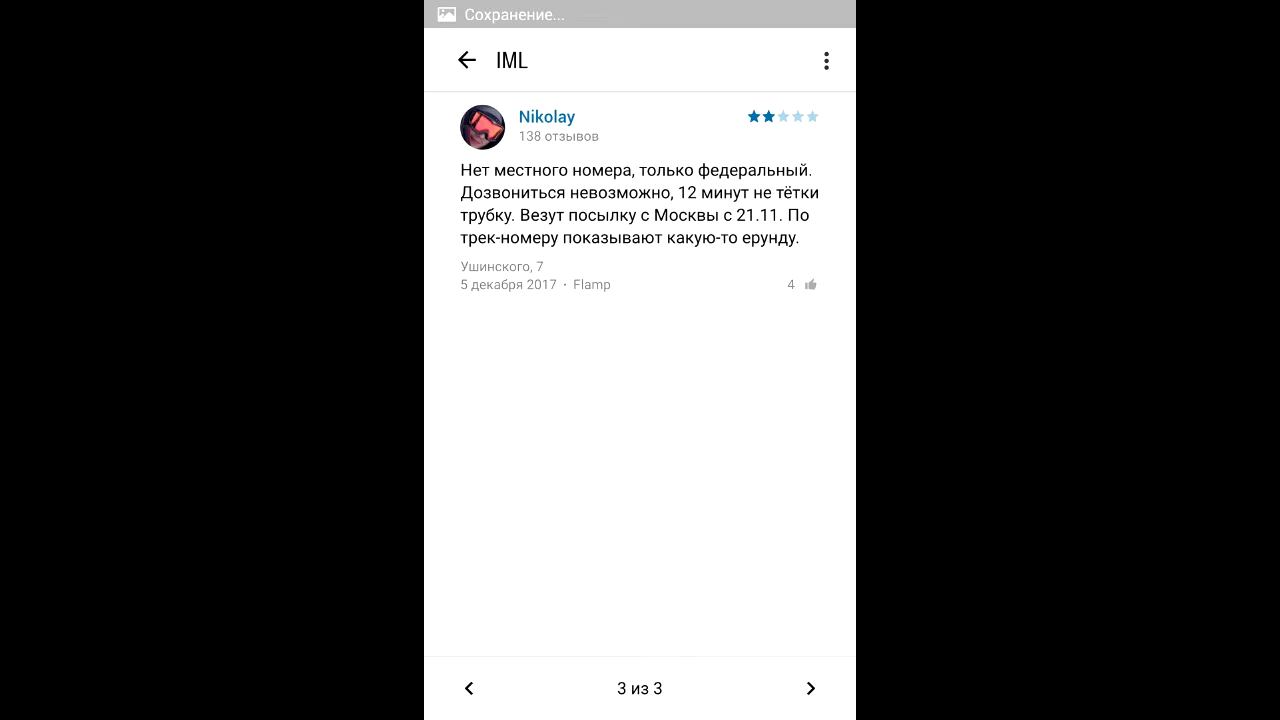 Сохранение...
IML
Nikolay
138 отзывов
Нет местного номера, только федеральный.
Дозвониться невозможно, 12 минут не тётки
трубку. Везут посылку с Москвы с 21.11. По
трек-номеру показывают какую-то ерунду.
Ушинского, 7
5 декабря 2017 · Flamp
4
3 из 3